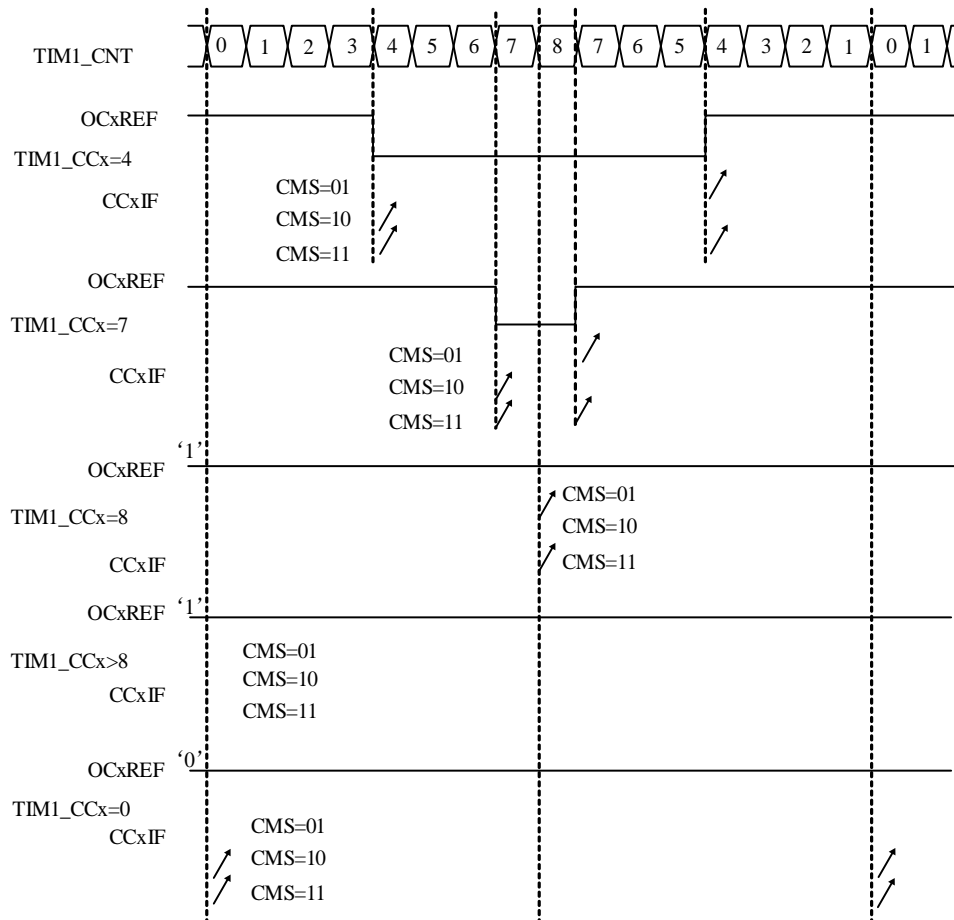 TIM1_CNT 0 1 2 3 4 5 6 7 8 7 6 5 4 3 2 1 0 1
OCxREF
TIM1_CCx=4
CCxIF
CMS=01
CMS=10
CMS=11
OCxREF
TIM1_CCx=7
CCxIF
CMS=01
CMS=10
CMS=11
OCxREF ‘1’
TIM1_CCx=8
CCxIF
CMS=01
CMS=10
CMS=11
OCxREF ‘1’
TIM1_CCx>8
CCxIF
CMS=01
CMS=10
CMS=11
OCxREF ‘0’
TIM1_CCx=0
CCxIF
CMS=01
CMS=10
CMS=11